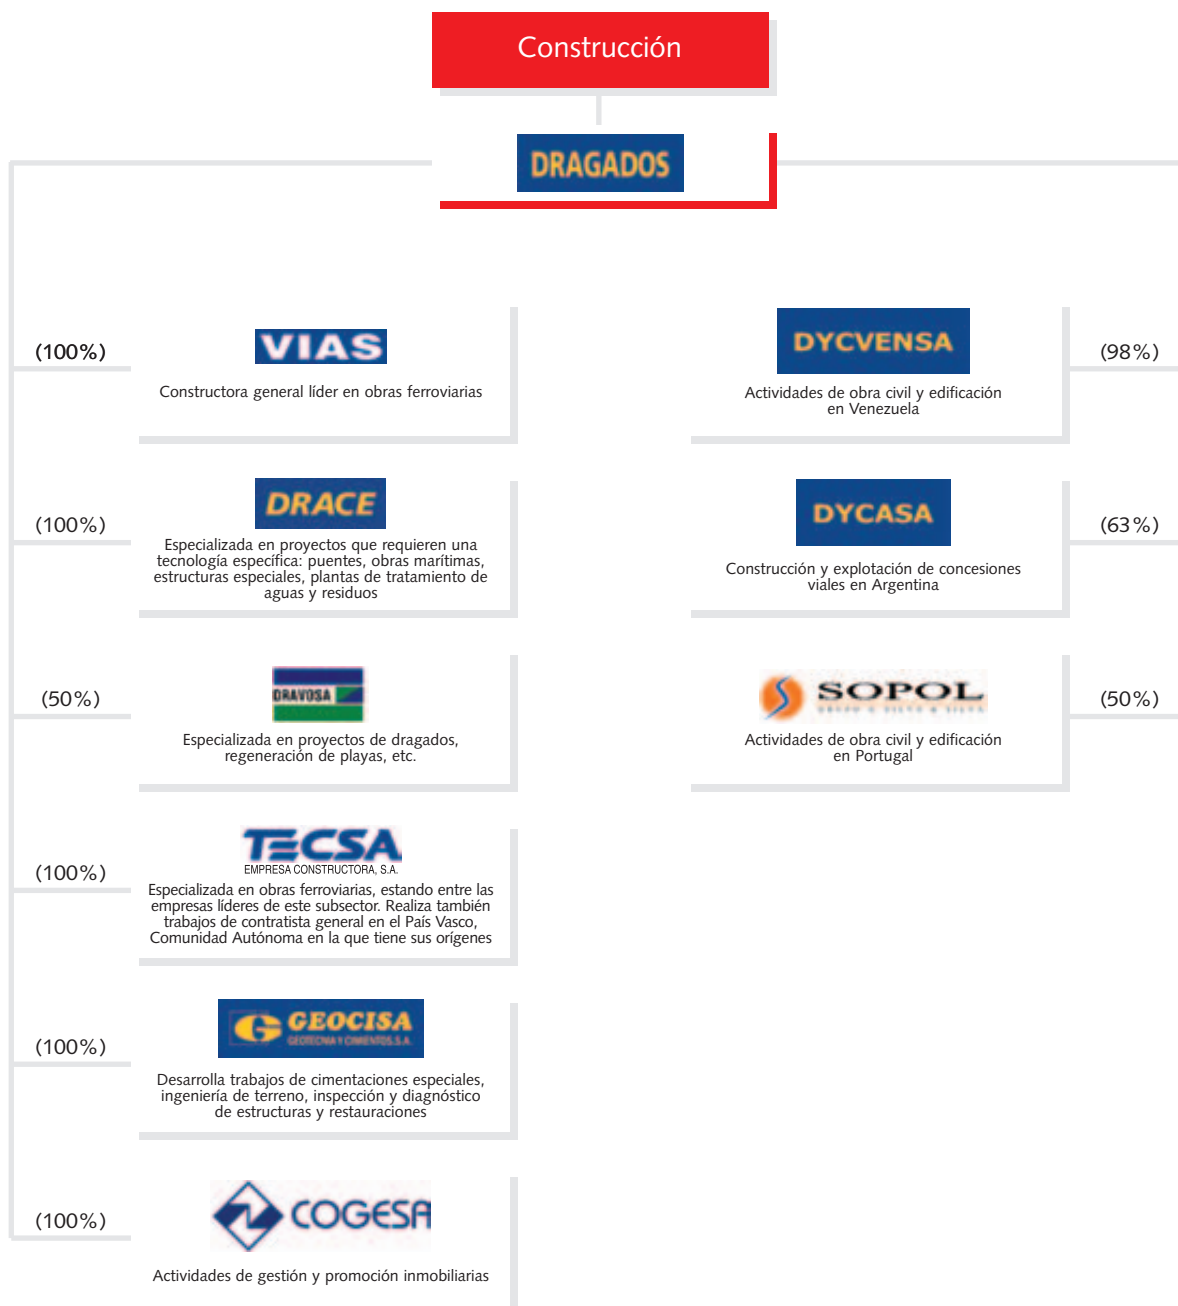 Construcción
DRAGADOS
(100%)
VIAS
Constructora general líder en obras ferroviarias
(100%)
DRACE
Especializada en proyectos que requieren una
tecnología específica: puentes, obras marítimas,
estructuras especiales, plantas de tratamiento de
aguas y residuos
(50%)
DRAVOSA
Especializada en proyectos de dragados,
regeneración de playas, etc.
(100%)
TECSA
EMPRESA CONSTRUCTORA, S.A.
Especializada en obras ferroviarias, estando entre las
empresas líderes de este subsector. Realiza también
trabajos de contratista general en el País Vasco,
Comunidad Autónoma en la que tiene sus orígenes
(100%)
GEOCISA
GEOTECNIA Y CIMIENTOS, S.A.
Desarrolla trabajos de cimentaciones especiales,
ingeniería de terreno, inspección y diagnóstico
de estructuras y restauraciones
(100%)
COGESA
Actividades de gestión y promoción inmobiliarias
DYCVENSA
(98%)
Actividades de obra civil y edificación
en Venezuela
DYCASA
(63%)
Construcción y explotación de concesiones
viales en Argentina
SOPOL
(50%)
Actividades de obra civil y edificación
en Portugal